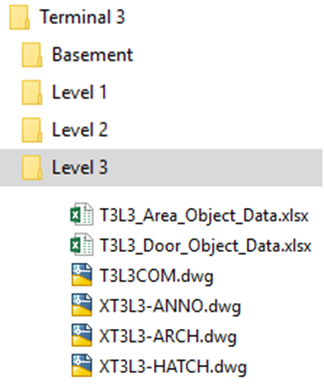 Terminal 3
Basement
Level 1
Level 2
Level 3
T3L3_Area_Object_Data.xlsx
T3L3_Door_Object_Data.xlsx
T3L3COM.dwg
XT3L3-ANNO.dwg
XT3L3-ARCH.dwg
XT3L3-HATCH.dwg